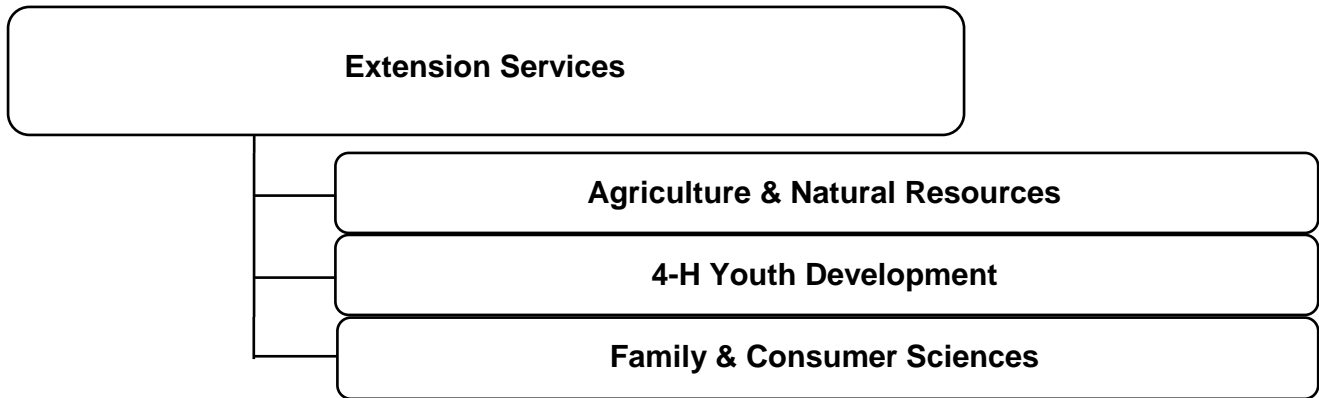 Extension Services
Agriculture & Natural Resources
4-H Youth Development
Family & Consumer Sciences